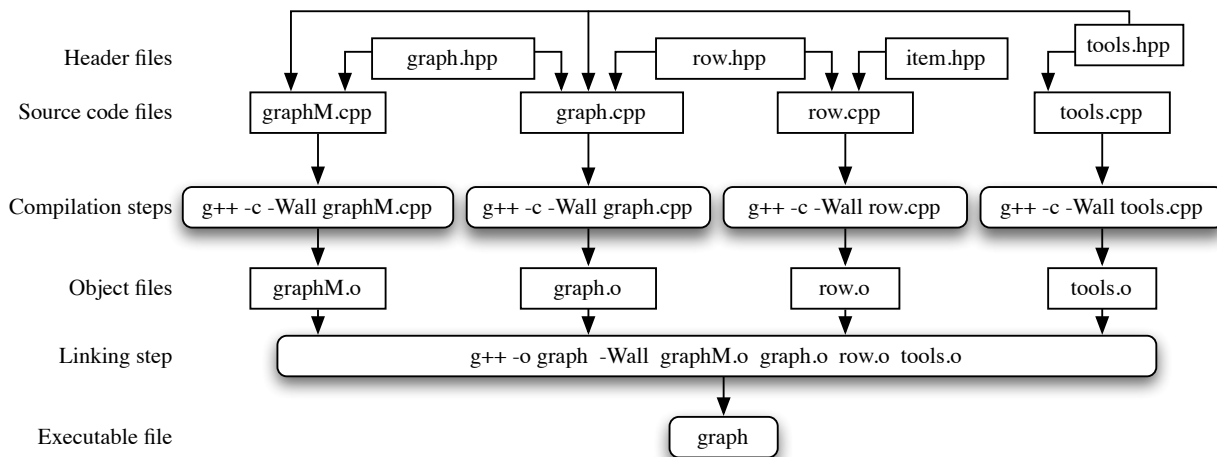 Header files graph.hpp row.hpp item.hpp tools.hpp
Source code files graphM.cpp graph.cpp row.cpp tools.cpp
Compilation steps g++ -c -Wall graphM.cpp g++ -c -Wall graph.cpp g++ -c -Wall row.cpp g++ -c -Wall tools.cpp
Object files graphM.o graph.o row.o tools.o
Linking step g++ -o graph -Wall graphM.o graph.o row.o tools.o
Executable file graph